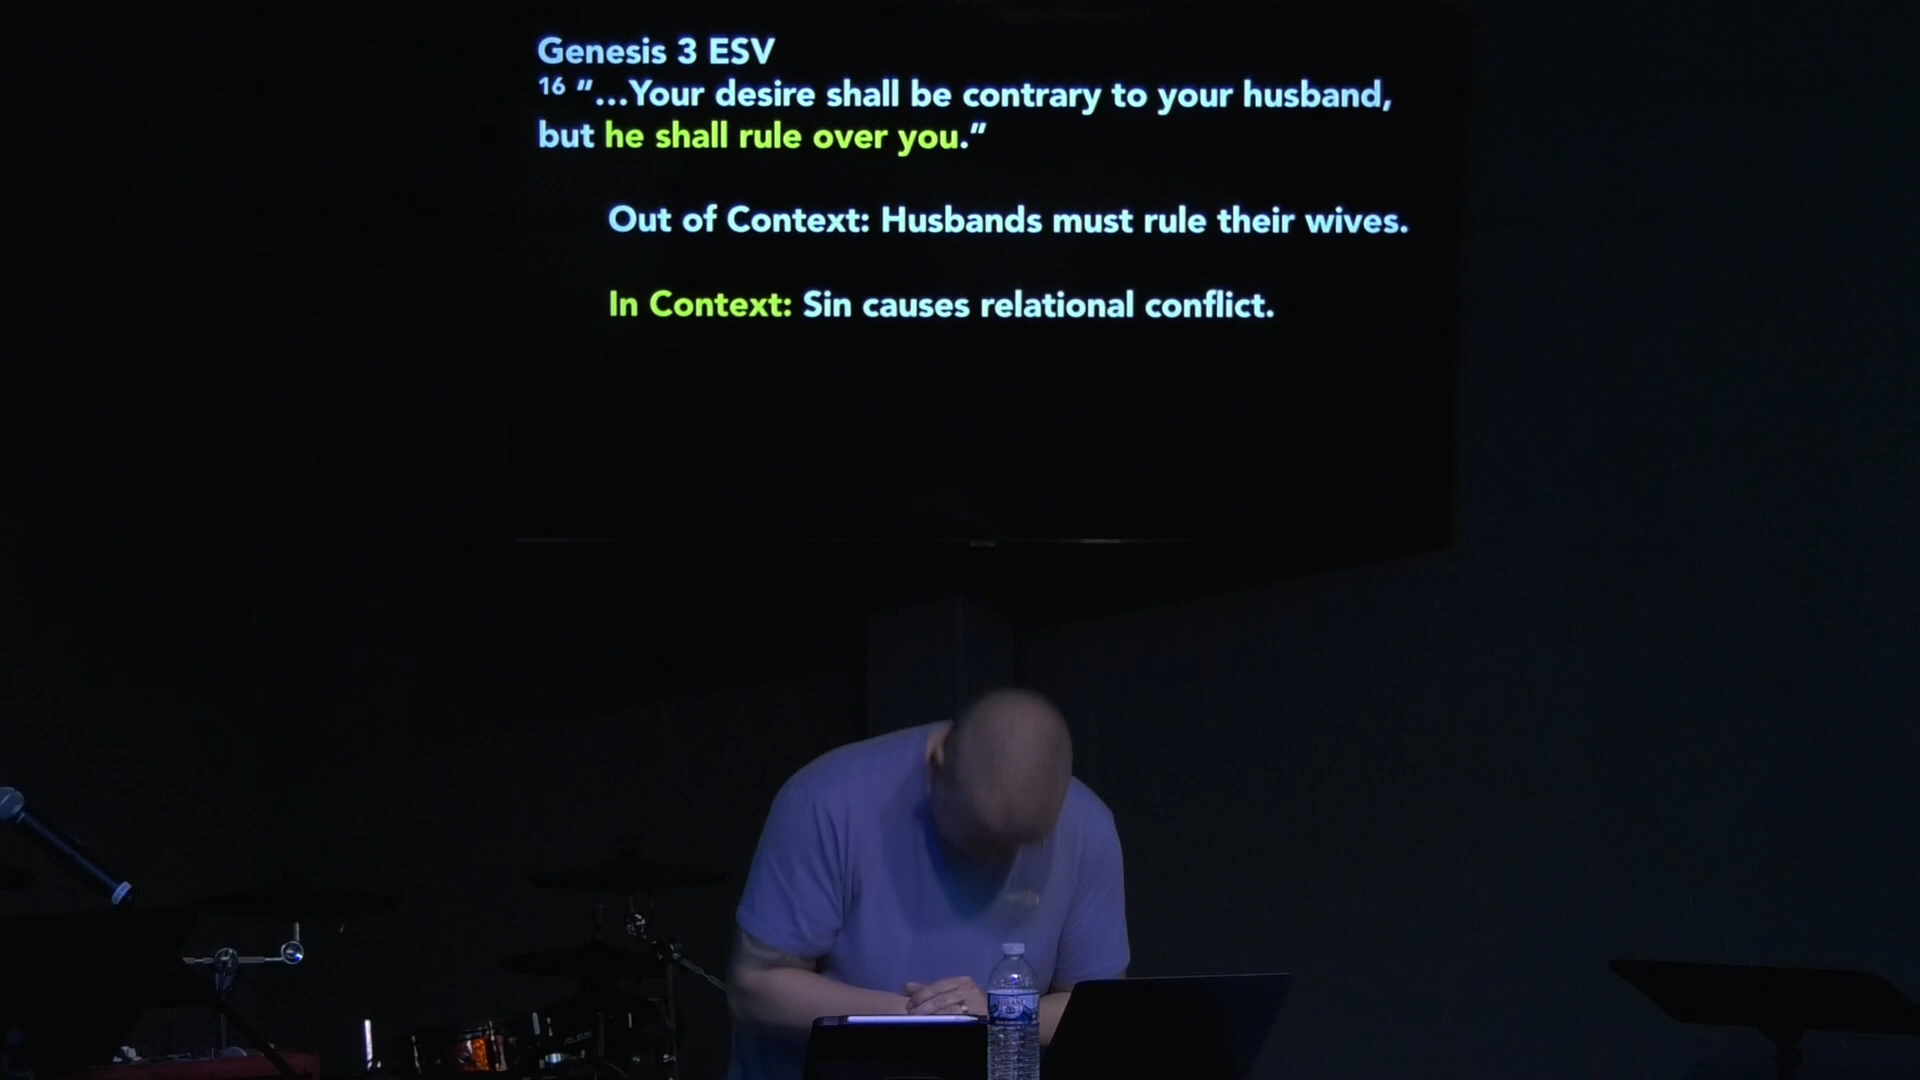 Genesis 3 ESV
16 "...Your desire shall be contrary to your husband,
but he shall rule over you."
Out of Context: Husbands must rule their wives.
In Context: Sin causes relational conflict.
ALESIS